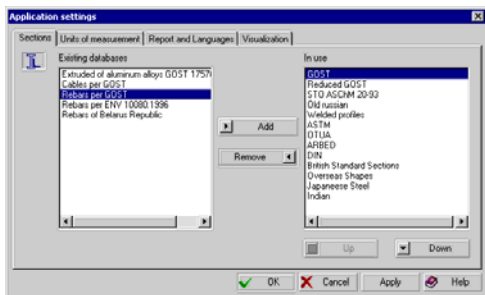 Application settings
Sections Units of measurement Report and Languages Visualization
Existing databases
Extruded of aluminum alloys GOST 1757
Cables per GOST
Rebars per GOST
Rebars per ENV 10080:1996
Rebars of Belarus Republic
Add
Remove
In use
GOST
Reduced GOST
STO ASChM 20-93
Old russian
Welded profiles
ASTM
OTUA
ARBED
DIN
British Standard Sections
Overseas Shapes
Japaneese Steel
Indian
Up Down
OK Cancel Apply Help